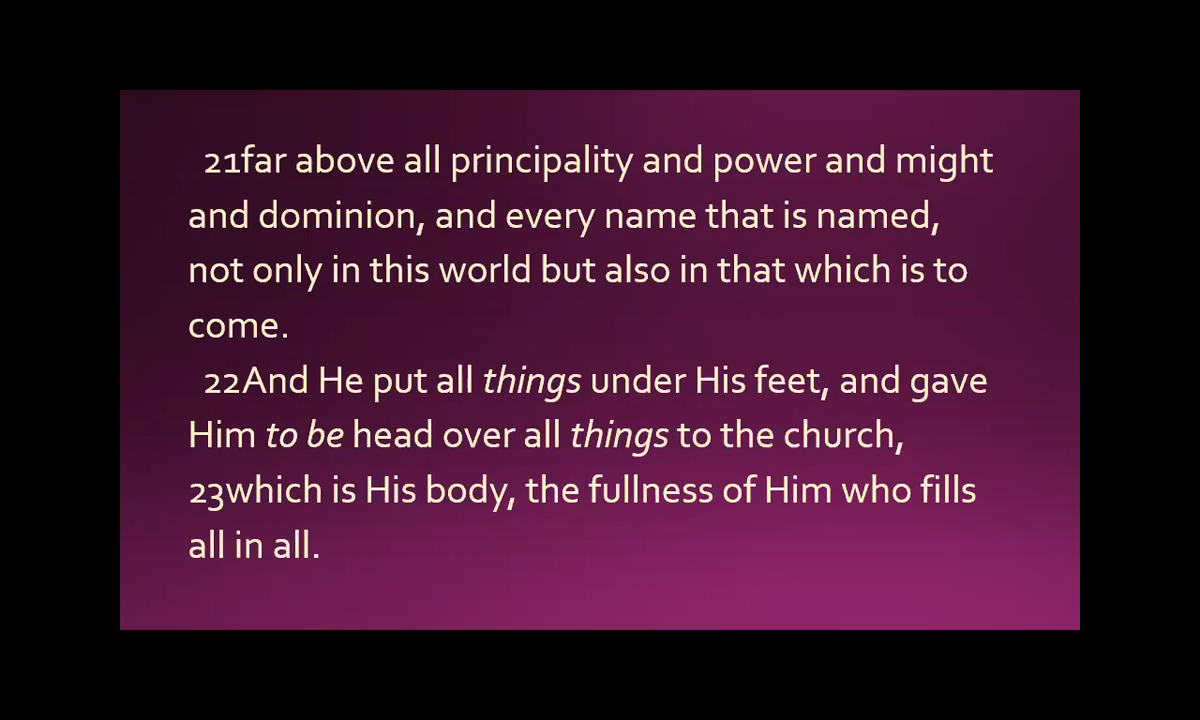 21far above all principality and power and might
and dominion, and every name that is named,
not only in this world but also in that which is to
come.
22And He put all things under His feet, and gave
Him to be head over all things to the church,
23which is His body, the fullness of Him who fills
all in all.